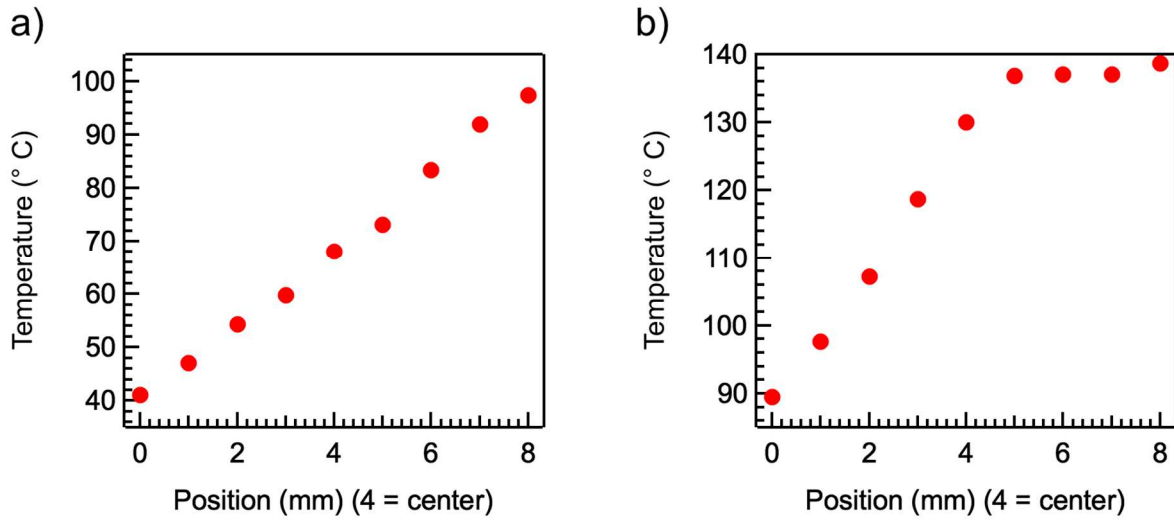 a)
100
90
80
70
60
50
40
0 2 4 6 8
Temperature (° C)
Position (mm) (4 = center)
b)
140
130
120
110
100
90
0 2 4 6 8
Temperature (° C)
Position (mm) (4 = center)